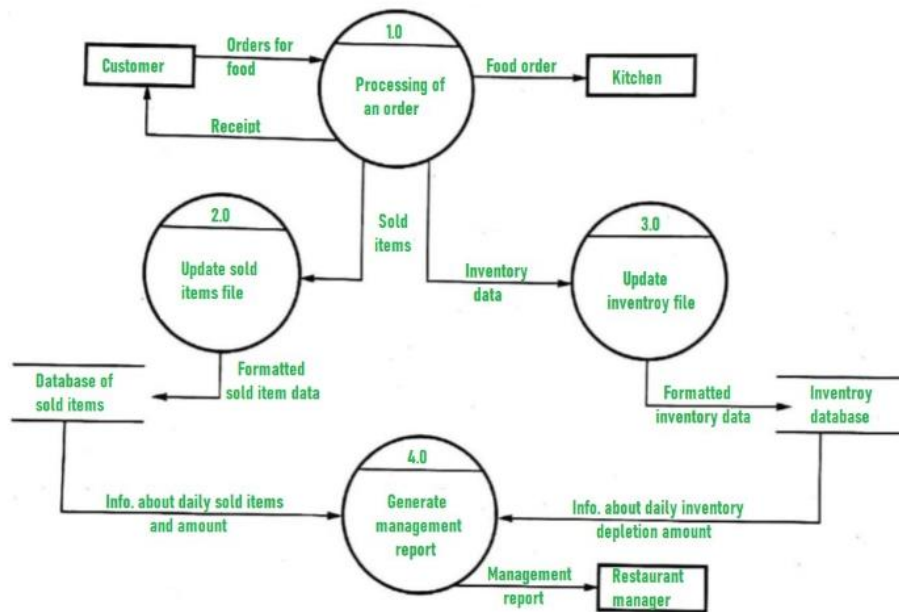 1.0
Orders for
food
Customer
Processing of
an order
Food order
Kitchen
Receipt
2.0
Sold
items
3.0
Update sold
items file
Inventory
data
Update
inventroy file
Formatted
sold item data
Database of
sold items
Formatted
inventory data
Inventroy
database
4.0
Info. about daily sold items
and amount
Generate
management
report
Info. about daily inventory
depletion amount
Management
report
Restaurant
manager